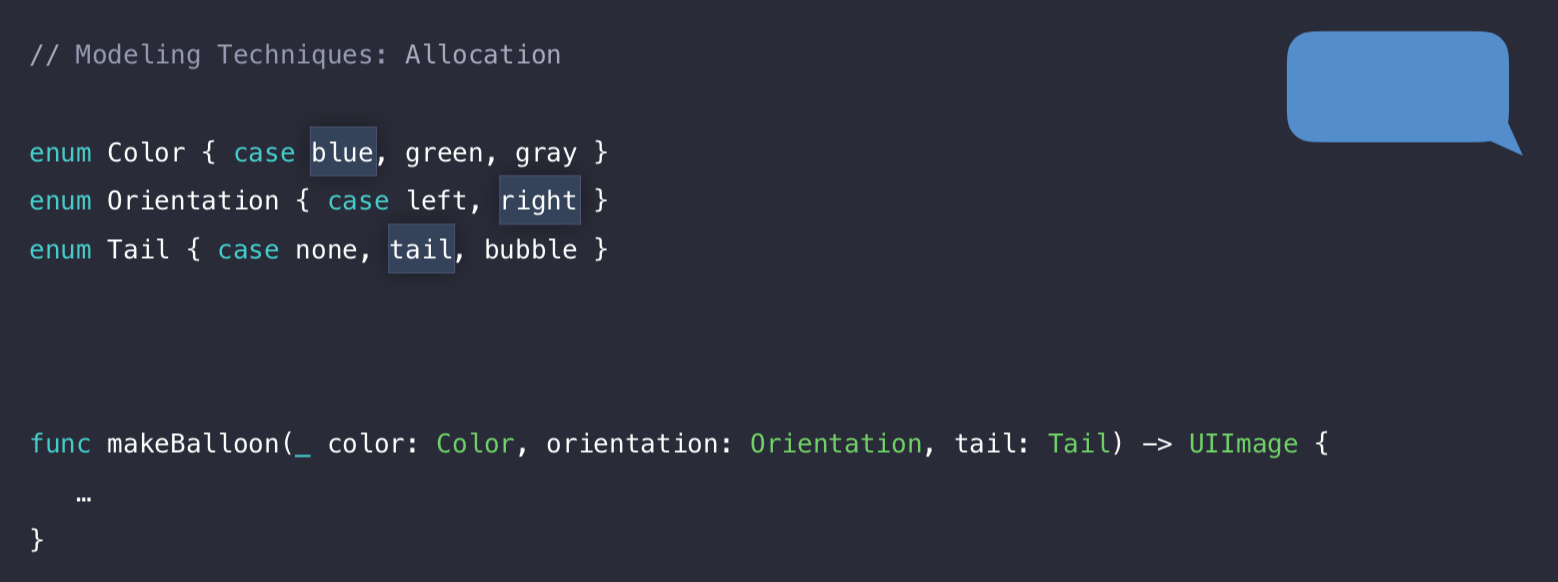 // Modeling Techniques: Allocation
enum Color { case blue, green, gray }
enum Orientation { case left, right }
enum Tail { case none, tail, bubble }
func makeBalloon(_ color: Color, orientation: Orientation, tail: Tail) -> UIImage {
…
}